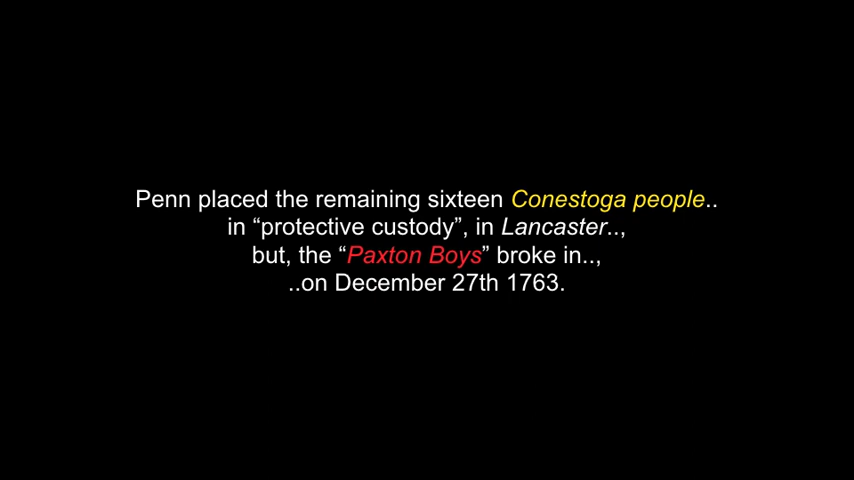 Penn placed the remaining sixteen Conestoga people..
in “protective custody”, in Lancaster..,
but, the “Paxton Boys” broke in..,
..on December 27th 1763.